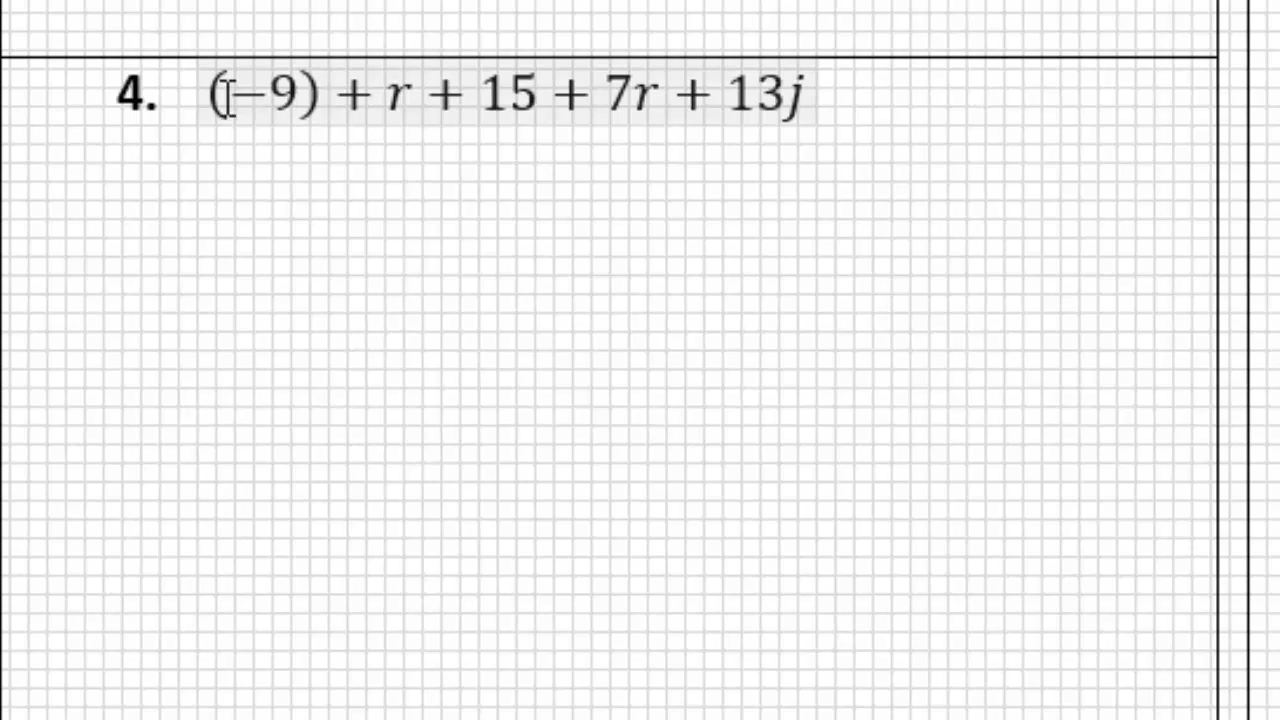 4. (−9) + r + 15 + 7r + 13j